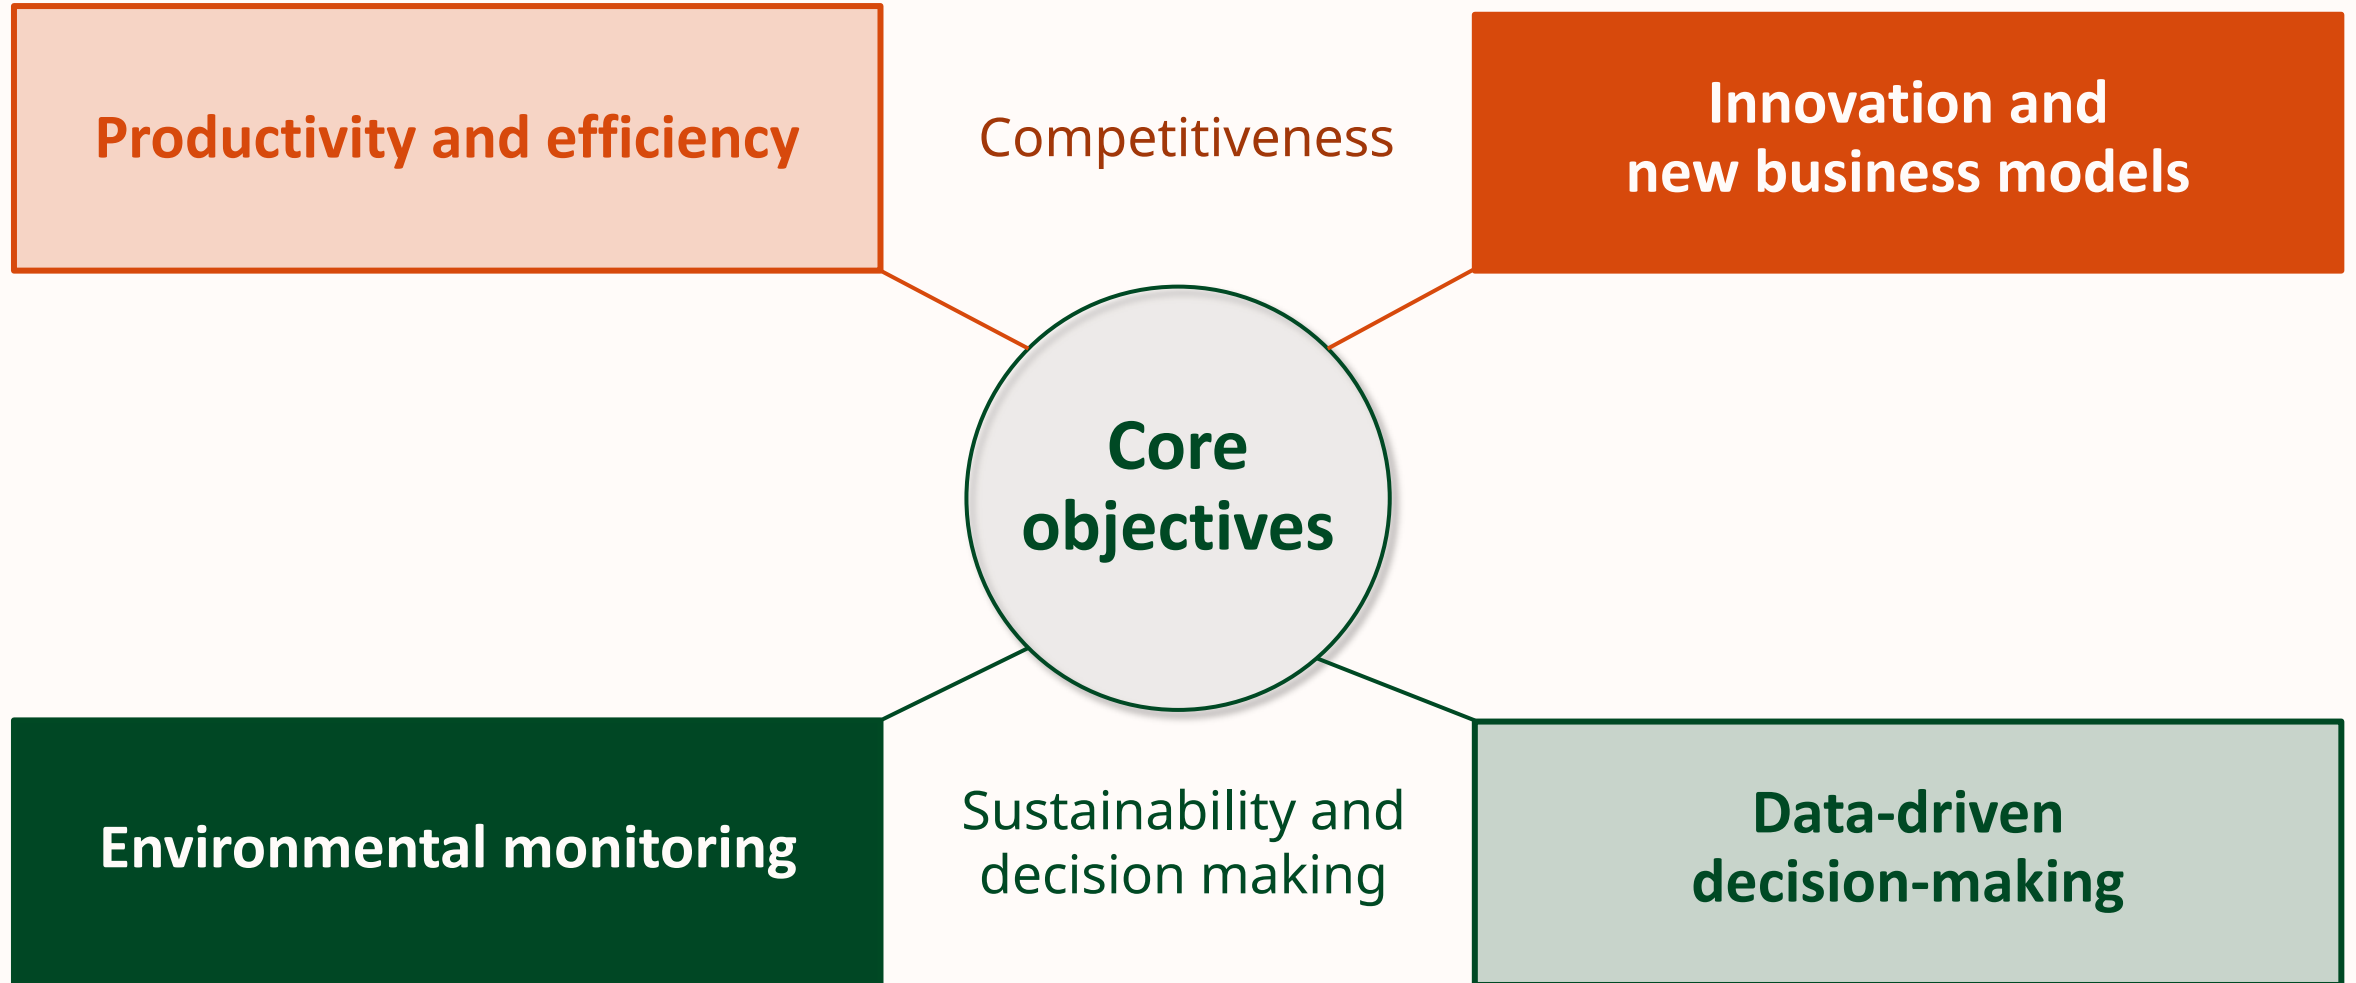 Productivity and efficiency
Competitiveness
Innovation and
new business models
Core
objectives
Environmental monitoring
Sustainability and
decision making
Data-driven
decision-making